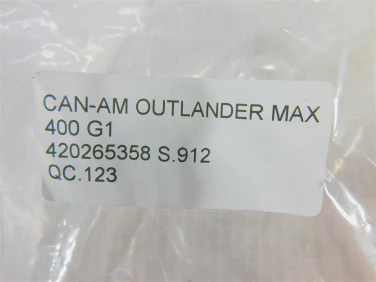 CAN-AM OUTLANDER MAX
400 G1
420265358 S.912
QC.123